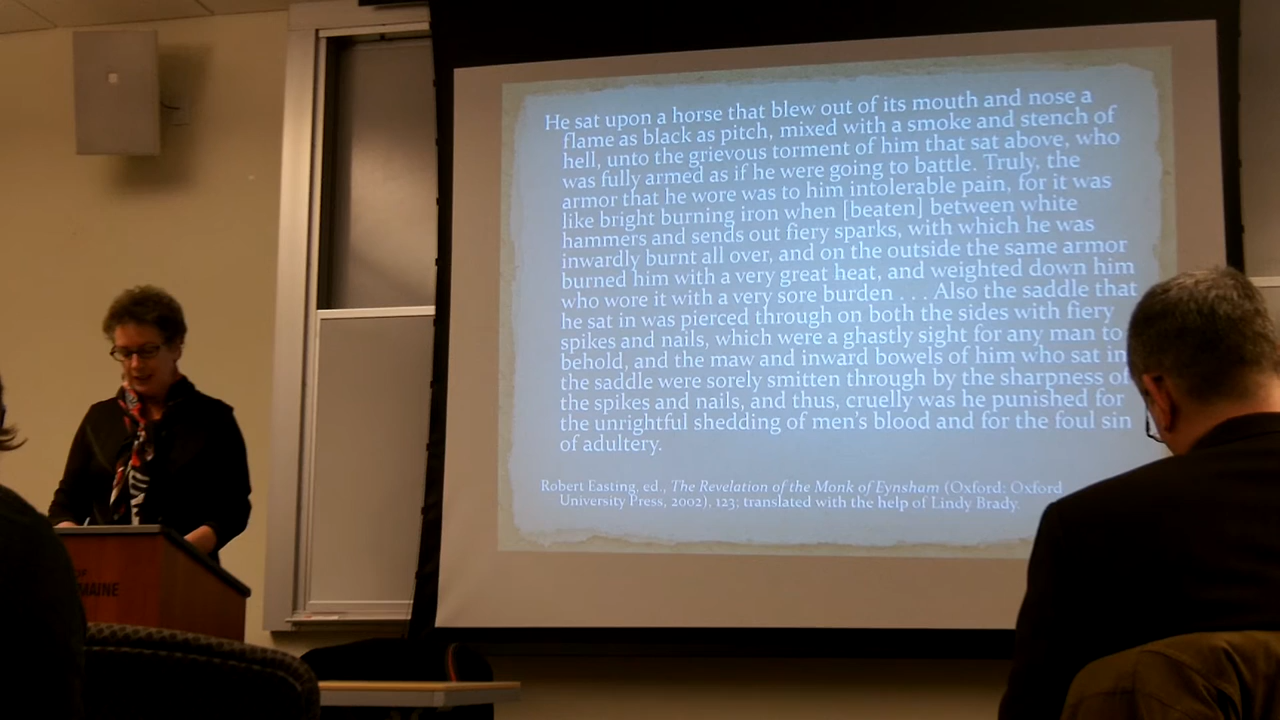 He sat upon a horse that blew out of its mouth and nose a
flame as black as pitch, mixed with a smoke and stench of
hell, unto the grievous torment of him that sat above, who
was fully armed as if he were going to battle. Truly, the
armor that he wore was to him intolerable pain, for it was
like bright burning iron when [beaten] between white
hammers and sends out fiery sparks, with which he was
inwardly burnt all over, and on the outside the same armor
burned him with a very great heat, and weighted down him
who wore it with a very sore burden . . . Also the saddle that
he sat in was pierced through on both the sides with fiery
spikes and nails, which were a ghastly sight for any man to
behold, and the maw and inward bowels of him who sat in
the saddle were sorely smitten through by the sharpness of
the spikes and nails, and thus, cruelly was he punished for
the unrightful shedding of men's blood and for the foul sin
of adultery.
Robert Easting, ed., The Revelation of the Monk of Eynsham (Oxford: Oxford
University Press, 2002), 123; translated with the help of Lindy Brady.
OF
MAINE